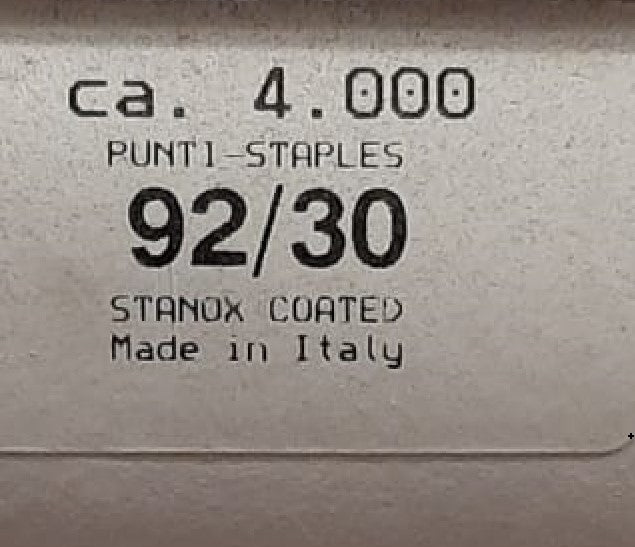 ca. 4.000
PUNTI-STAPLES
92/30
STANOX COATED
Made in Italy